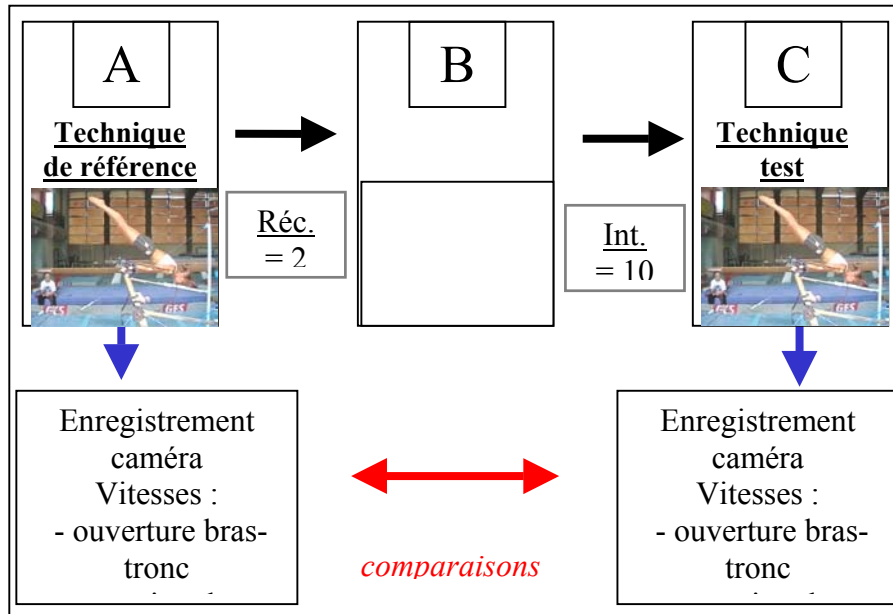 A
B
C
Technique
de référence
Technique
test
Réc.
= 2
Int.
= 10
GES
Enregistrement
caméra
Vitesses :
- ouverture bras-
tronc
comparaisons
Enregistrement
caméra
Vitesses :
- ouverture bras-
tronc